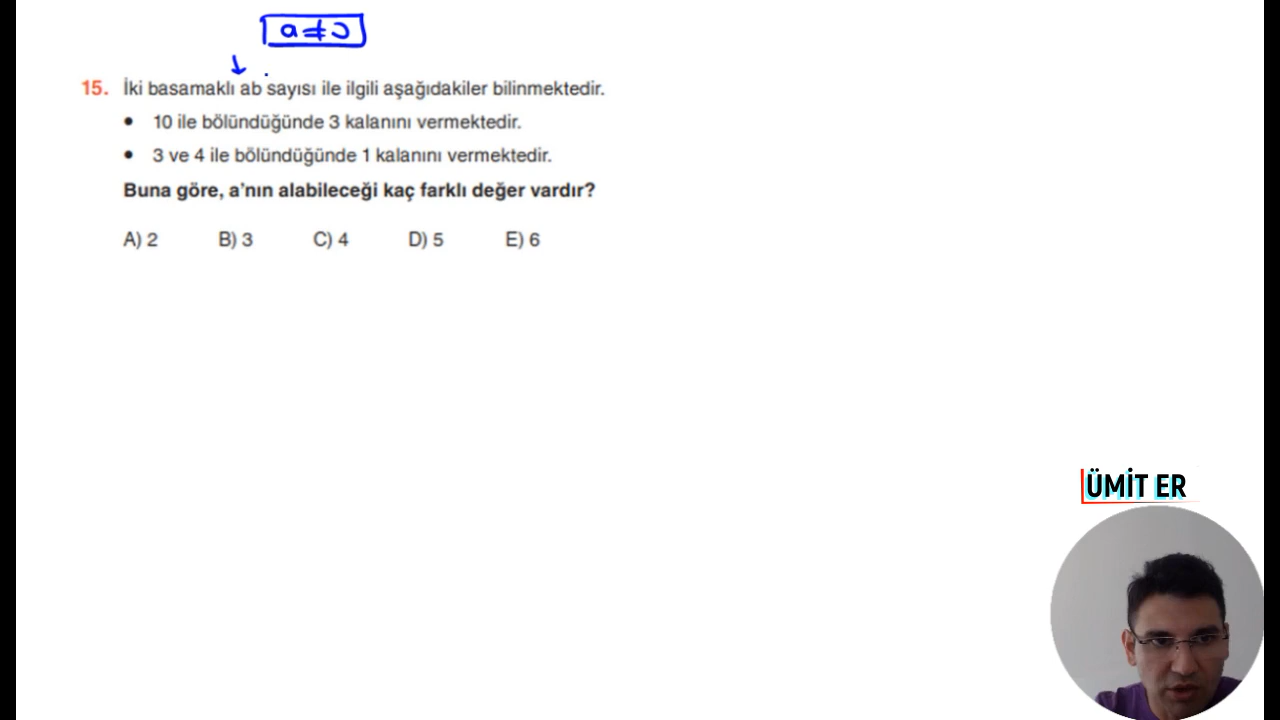 a≠0
15. İki basamaklı ab sayısı ile ilgili aşağıdakiler bilinmektedir.
• 10 ile bölündüğünde 3 kalanını vermektedir.
• 3 ve 4 ile bölündüğünde 1 kalanını vermektedir.
Buna göre, a'nın alabileceği kaç farklı değer vardır?
A) 2 B) 3 C) 4 D) 5 E) 6
ÜMİT ER